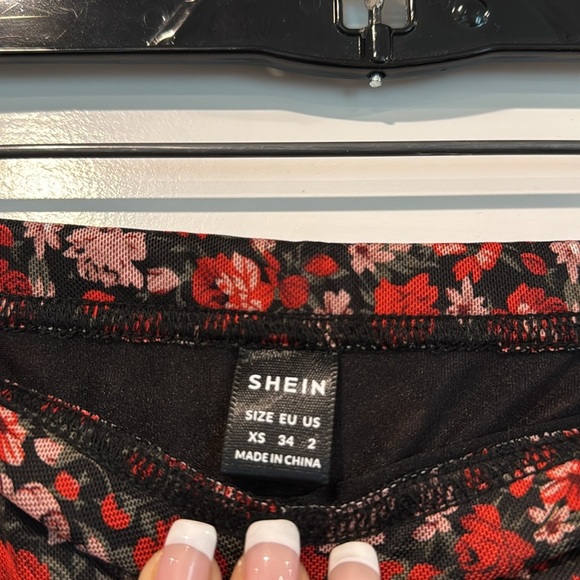 SHEIN
SIZE EU US
XS 34 2
MADE IN CHINA